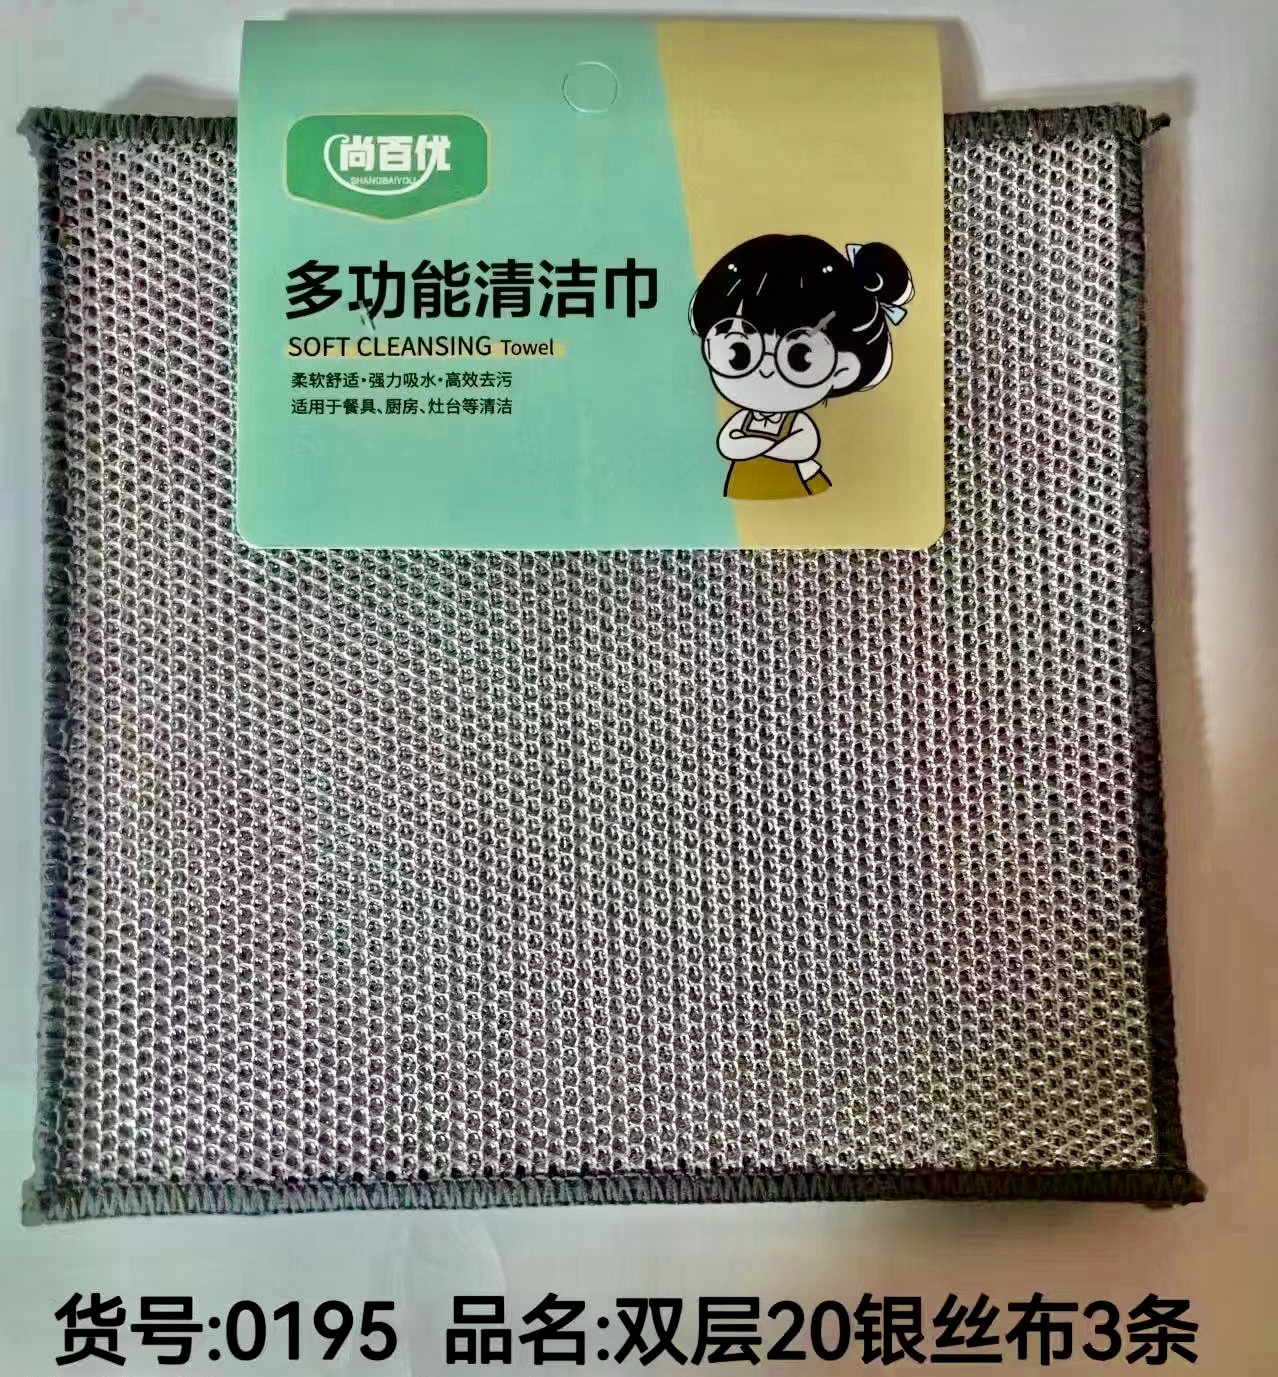 尚百优
SHANGBAIYOU
多功能清洁巾
SOFT CLEANSING Towel
柔软舒适·强力吸水·高效去污
适用于餐具、厨房、灶台等清洁
货号:0195 品名:双层20银丝布3条